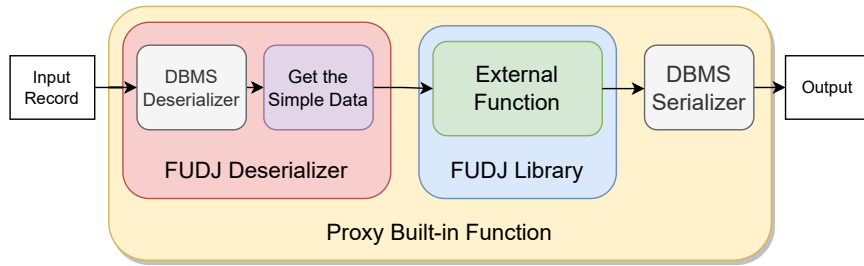 Input
Record
DBMS
Deserializer
Get the
Simple Data
FUDJ Deserializer
External
Function
FUDJ Library
DBMS
Serializer
Output
Proxy Built-in Function